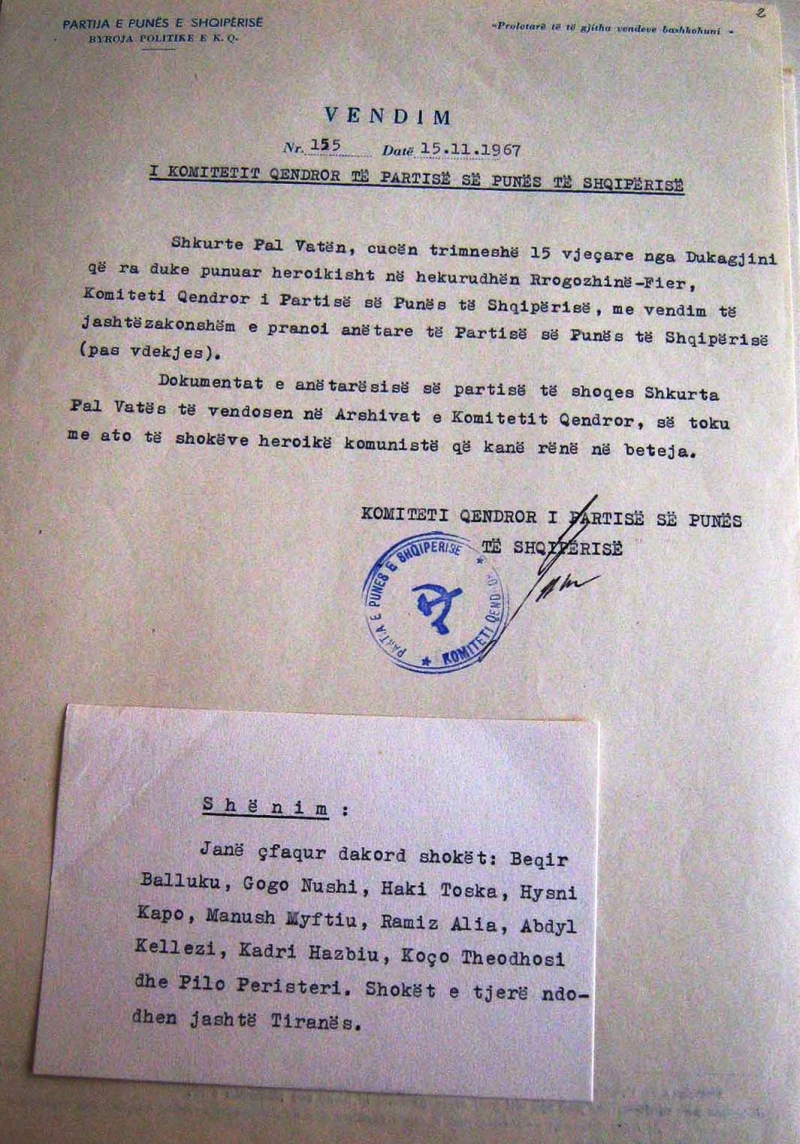 2
PARTIJA E PUNËS E SHQIPËRISË
BYROJA POLITIKE E K. Q.
«Proletarë të të gjitha vendeve bashkohuni»
VENDIM
Nr. 155 Datë 15.11.1967
I KOMITETIT QENDROR TË PARTISË SË PUNËS TË SHQIPËRISË
Shkurte Pal Vatën, cucën trimneshë 15 vjeçare nga Dukagjini
që ra duke punuar heroikisht në hekurudhën Rrogozhinë-Fier,
Komiteti Qendror i Partisë së Punës të Shqipërisë, me vendim të
jashtëzakonshëm e pranoi anëtare të Partisë së Punës të Shqipërisë
(pas vdekjes).
Dokumentat e anëtarësisë së partisë të shoqes Shkurta
Pal Vatës të vendosen në Arshivat e Komitetit Qendror, së toku
me ato të shokëve heroikë komunistë që kanë rënë në beteja.
KOMITETI QENDROR I PARTISË SË PUNËS
TË SHQIPËRISË
PARTIA E PUNES E SHQIPERISE ★ KOMITETI QENDROR ★
Shënim :
Janë çfaqur dakord shokët: Beqir
Balluku, Gogo Nushi, Haki Toska, Hysni
Kapo, Manush Myftiu, Ramiz Alia, Abdyl
Kellezi, Kadri Hazbiu, Koço Theodhosi
dhe Pilo Peristeri. Shokët e tjerë ndo-
dhen jashtë Tiranës.